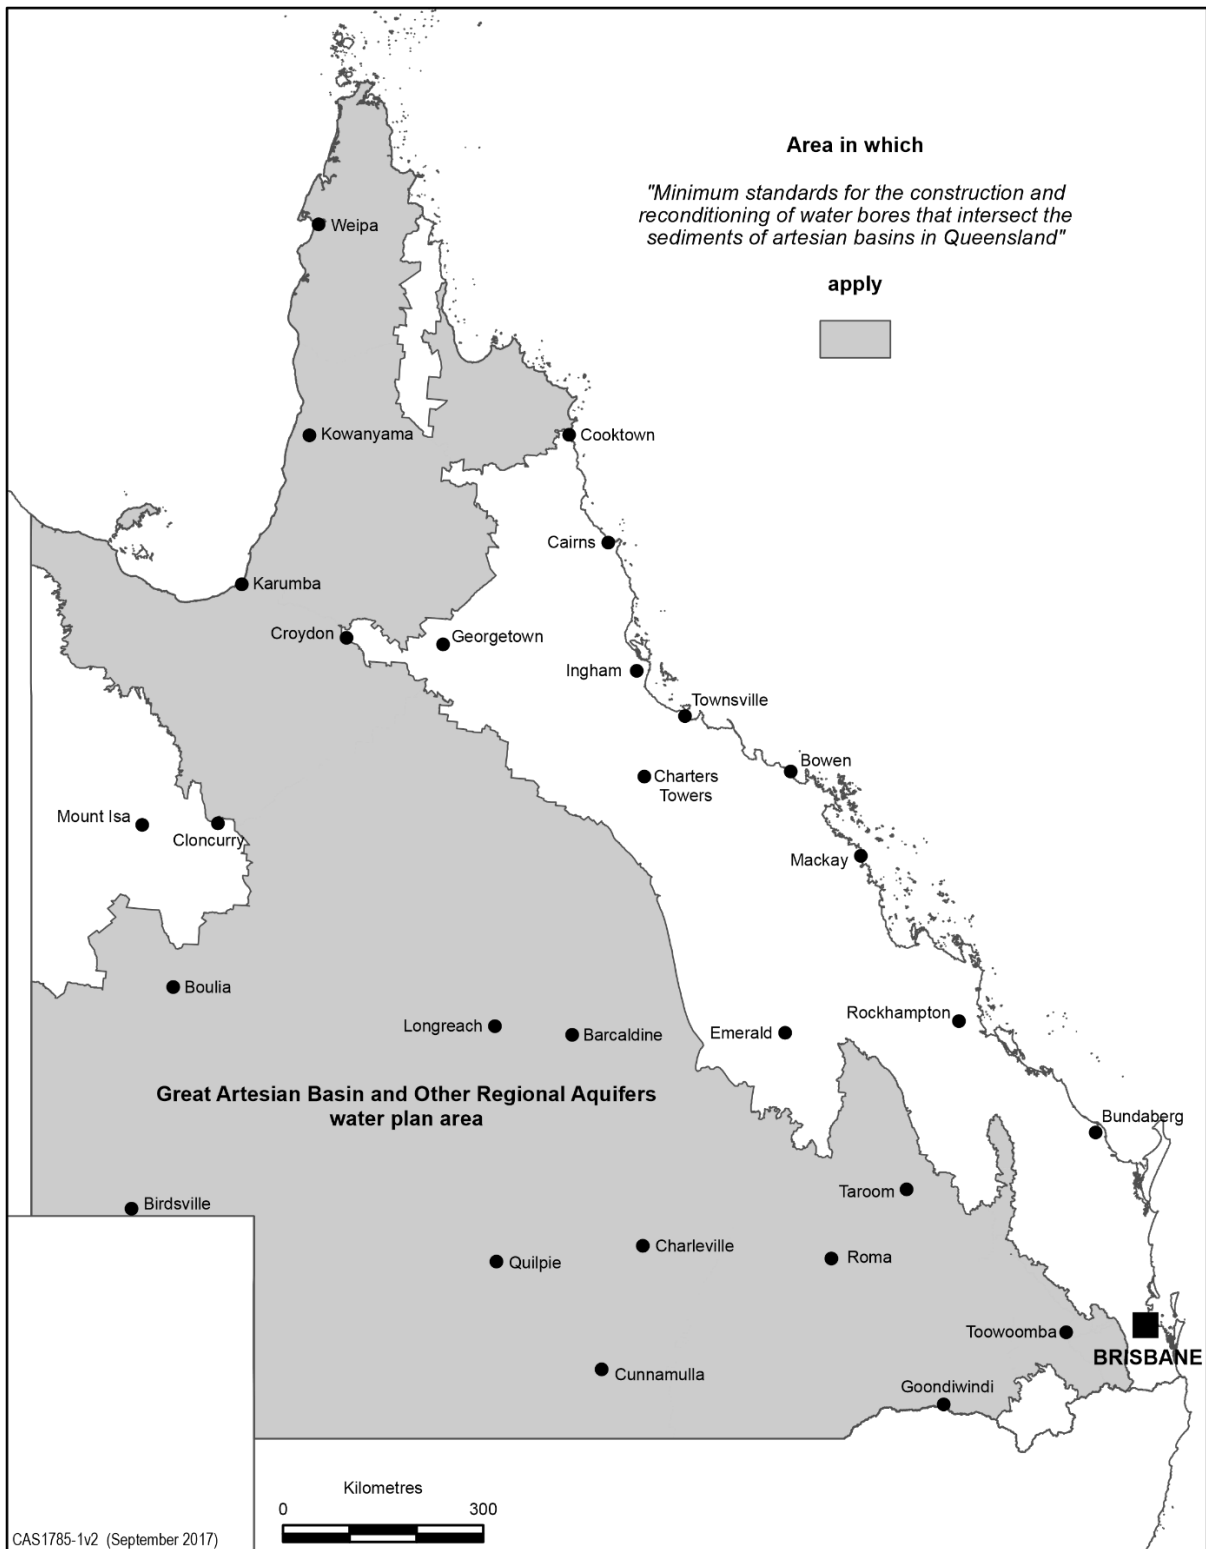 Area in which
"Minimum standards for the construction and
reconditioning of water bores that intersect the
sediments of artesian basins in Queensland"
apply
Weipa
Kowanyama
Cooktown
Cairns
Karumba
Croydon
Georgetown
Ingham
Townsville
Bowen
Charters
Towers
Mount Isa
Cloncurry
Mackay
Boulia
Longreach
Barcaldine
Emerald
Rockhampton
Great Artesian Basin and Other Regional Aquifers
water plan area
Bundaberg
Taroom
Birdsville
Charleville
Quilpie
Roma
Toowoomba
BRISBANE
Cunnamulla
Goondiwindi
Kilometres
0 300
CAS1785-1v2 (September 2017)